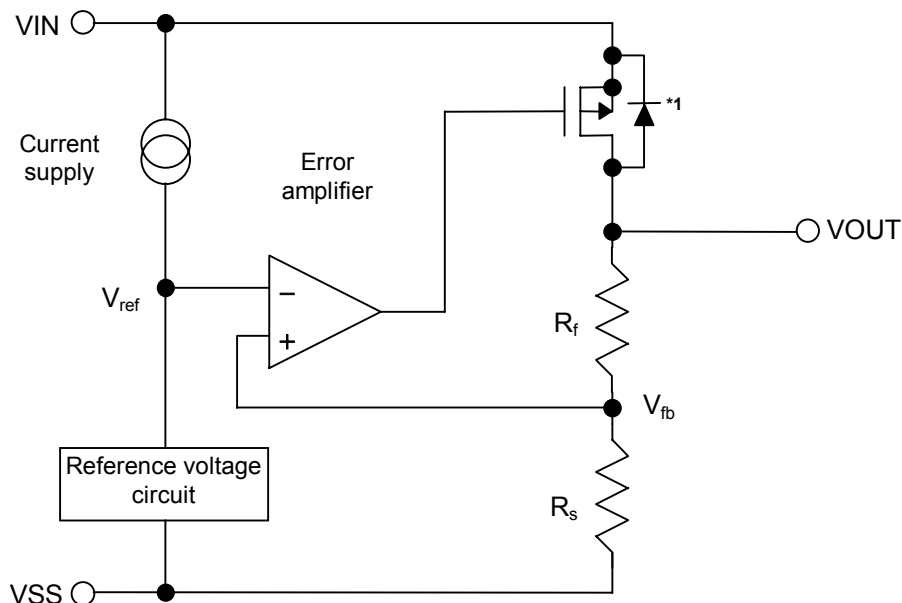 VIN
*1
Current
supply
Error
amplifier
VOUT
Vref
−
+
Rf
Vfb
Reference voltage
circuit
Rs
VSS